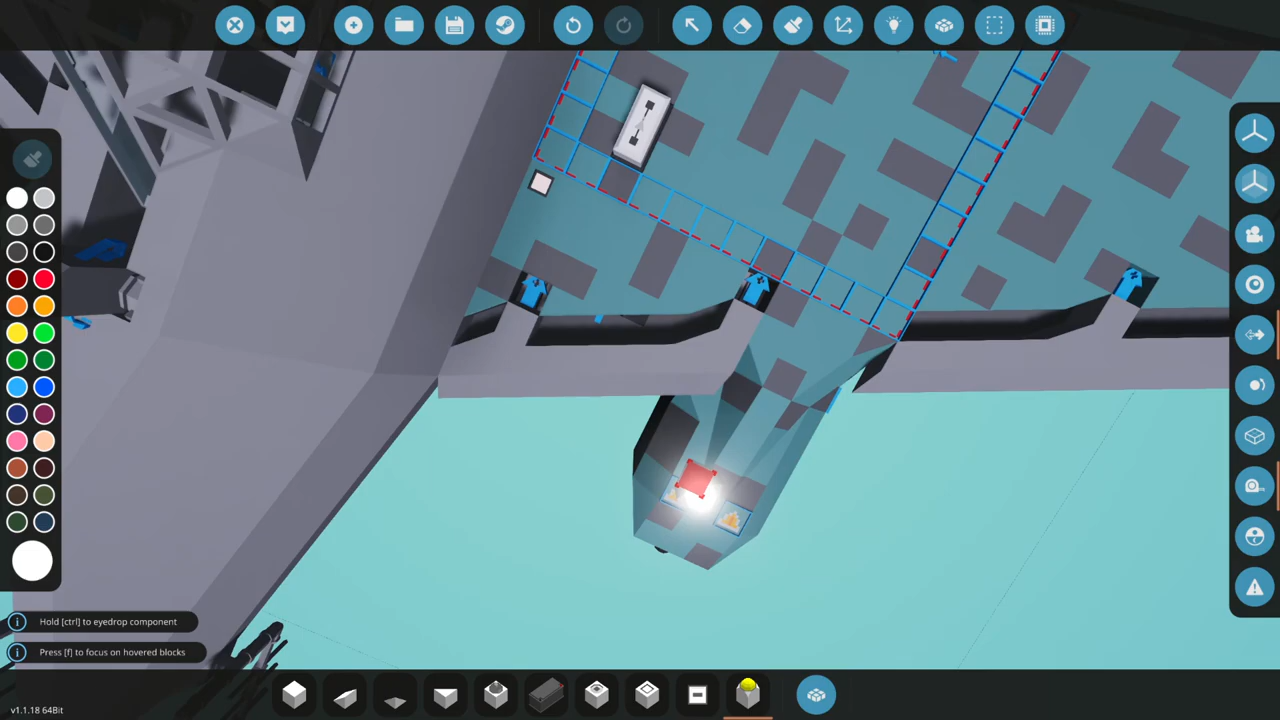 Hold [ctrl] to eyedrop component
Press [f] to focus on hovered blocks
v1.1.18 64Bit